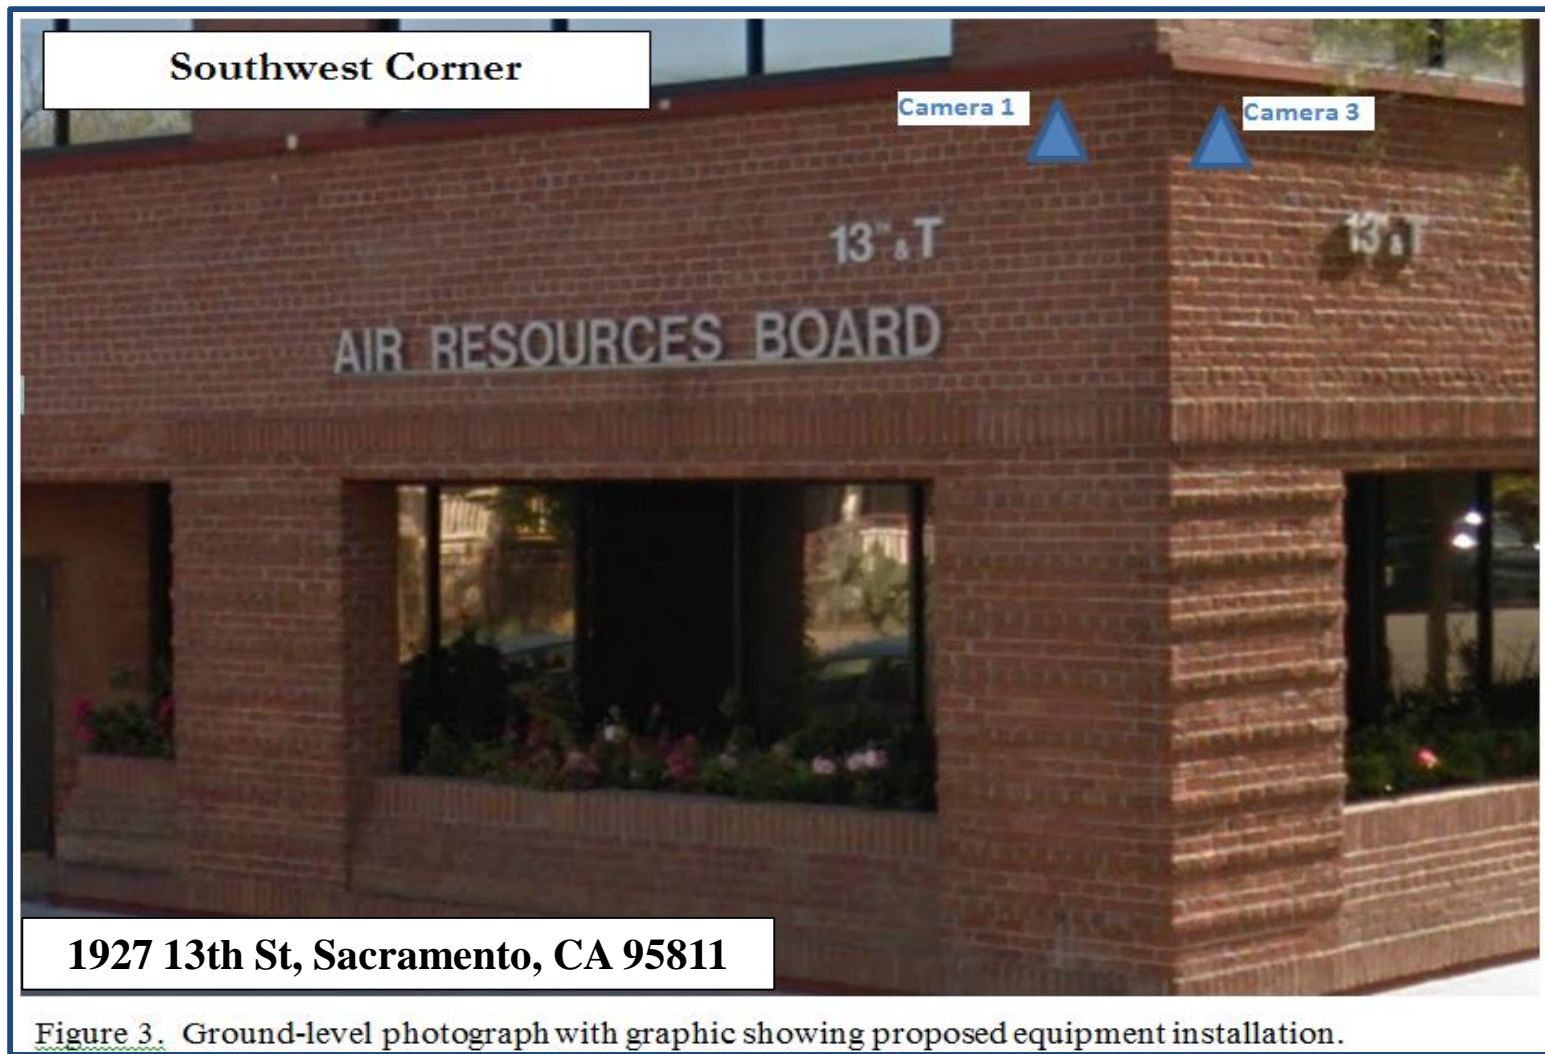 Southwest Corner
Camera 1
Camera 3
13TH & T
13TH & T
AIR RESOURCES BOARD
1927 13th St, Sacramento, CA 95811
Figure 3. Ground-level photograph with graphic showing proposed equipment installation.